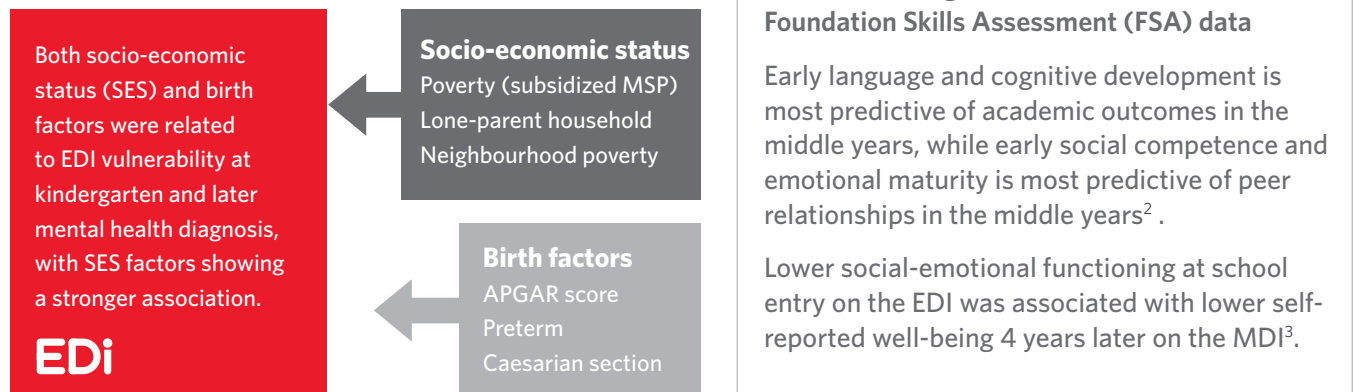 Both socio-economic
status (SES) and birth
factors were related
to EDI vulnerability at
kindergarten and later
mental health diagnosis,
with SES factors showing
a stronger association.
EDi
Socio-economic status
Poverty (subsidized MSP)
Lone-parent household
Neighbourhood poverty
Birth factors
APGAR score
Preterm
Caesarian section
Foundation Skills Assessment (FSA) data
Early language and cognitive development is
most predictive of academic outcomes in the
middle years, while early social competence and
emotional maturity is most predictive of peer
relationships in the middle years² .
Lower social-emotional functioning at school
entry on the EDI was associated with lower self-
reported well-being 4 years later on the MDI³.